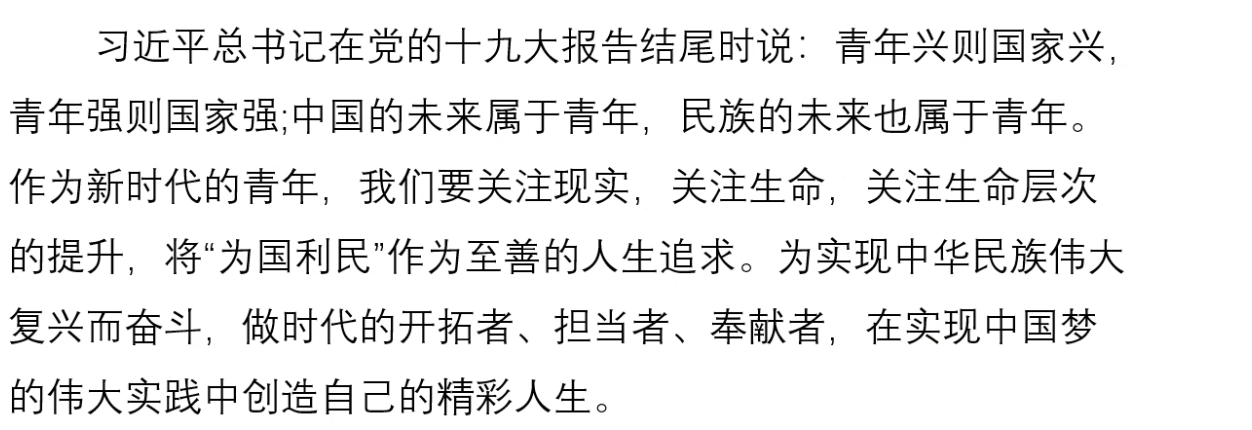 习近平总书记在党的十九大报告结尾时说：青年兴则国家兴，
青年强则国家强;中国的未来属于青年，民族的未来也属于青年。
作为新时代的青年，我们要关注现实，关注生命，关注生命层次
的提升，将“为国利民”作为至善的人生追求。为实现中华民族伟大
复兴而奋斗，做时代的开拓者、担当者、奉献者，在实现中国梦
的伟大实践中创造自己的精彩人生。